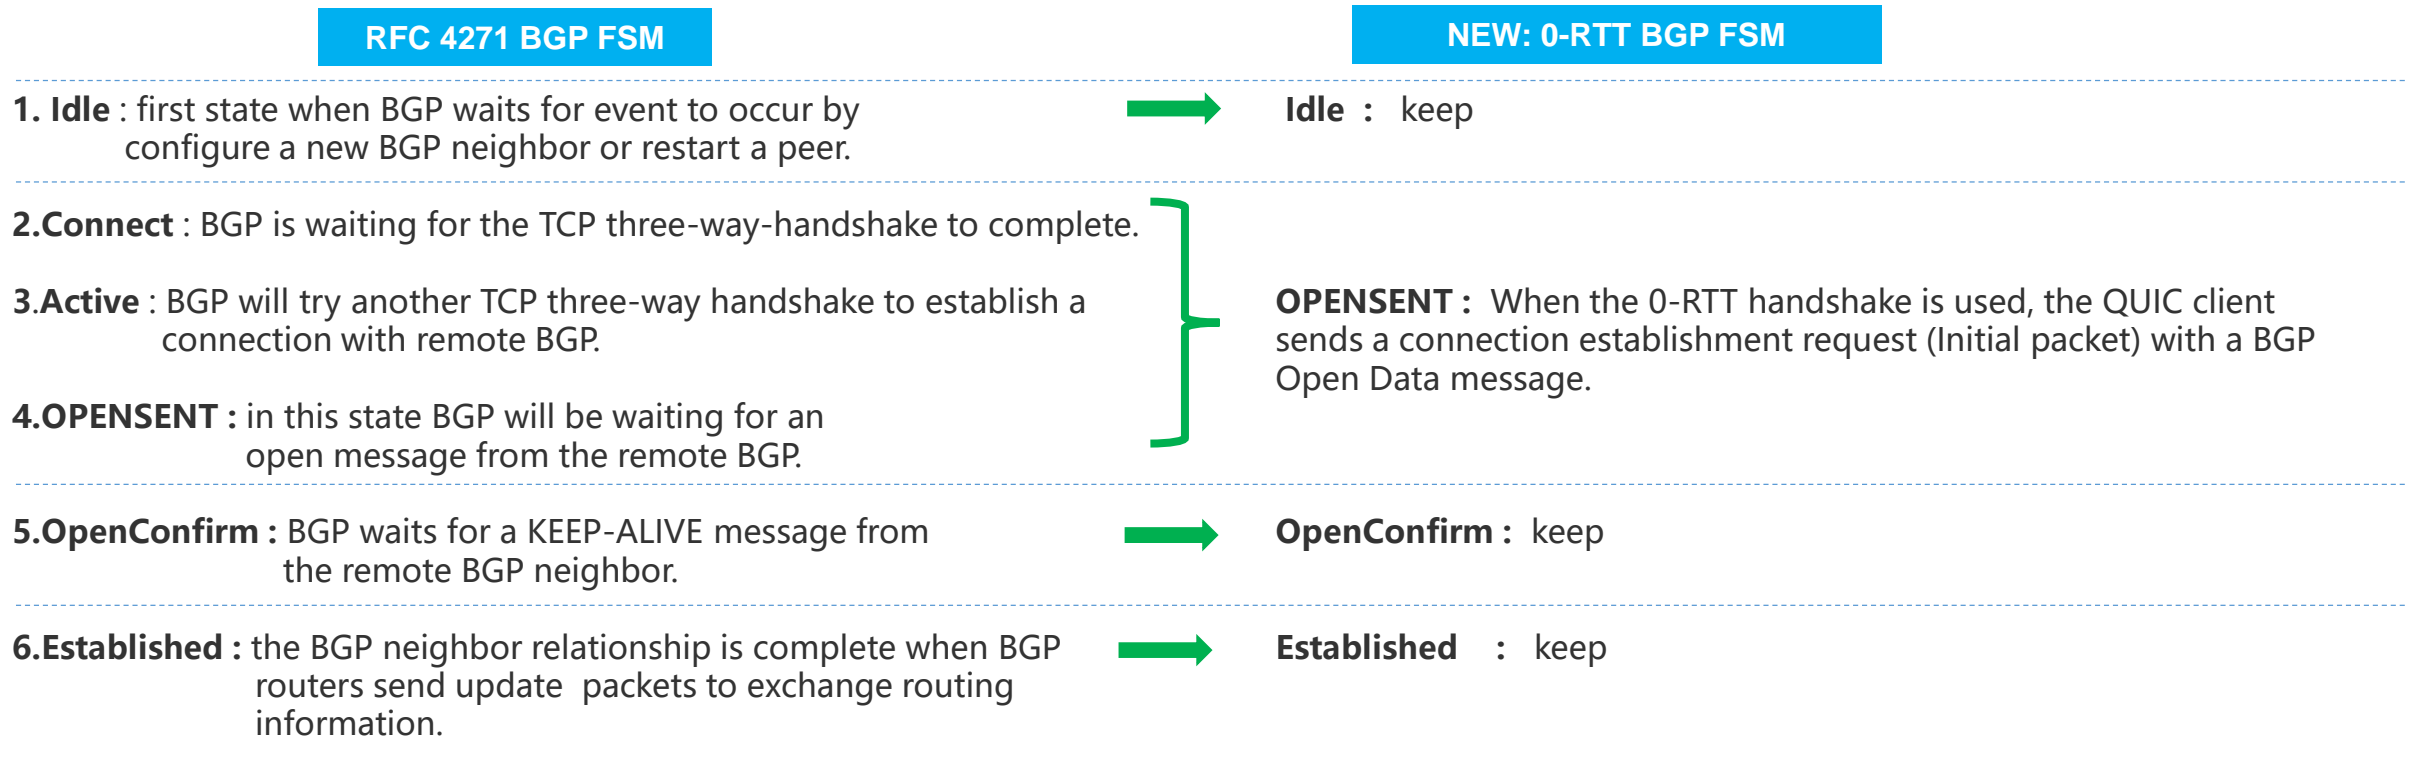 RFC 4271 BGP FSM
NEW: 0-RTT BGP FSM
1. Idle : first state when BGP waits for event to occur by
configure a new BGP neighbor or restart a peer.
Idle : keep
2.Connect : BGP is waiting for the TCP three-way-handshake to complete.
3.Active : BGP will try another TCP three-way handshake to establish a
connection with remote BGP.
4.OPENSENT : in this state BGP will be waiting for an
open message from the remote BGP.
OPENSENT : When the 0-RTT handshake is used, the QUIC client
sends a connection establishment request (Initial packet) with a BGP
Open Data message.
5.OpenConfirm : BGP waits for a KEEP-ALIVE message from
the remote BGP neighbor.
OpenConfirm : keep
6.Established : the BGP neighbor relationship is complete when BGP
routers send update packets to exchange routing
information.
Established : keep